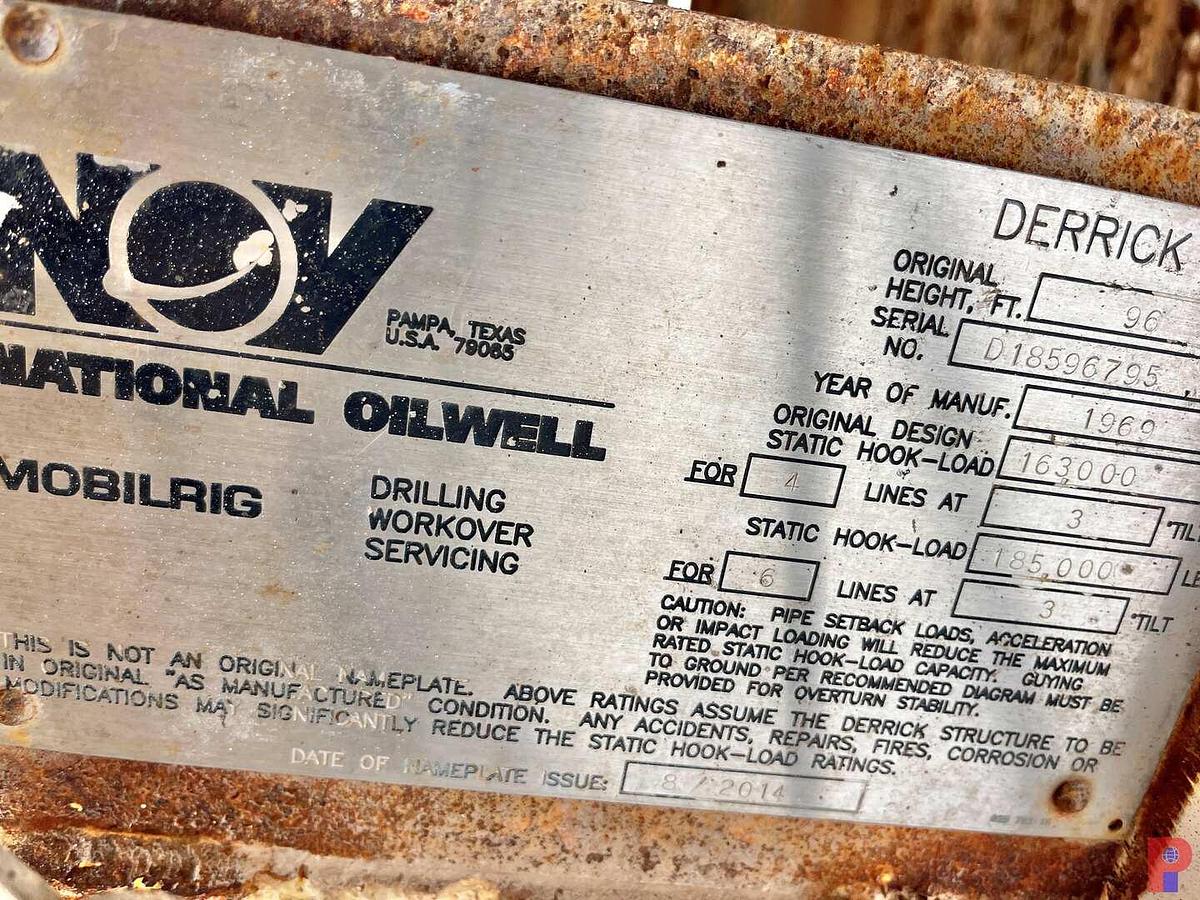 NOV
PAMPA, TEXAS
U.S.A. 79065
NATIONAL OILWELL
MOBILRIG
DRILLING
WORKOVER
SERVICING
DERRICK
ORIGINAL
HEIGHT, FT. 96
SERIAL
NO. D18596795
YEAR OF MANUF. 1969
ORIGINAL DESIGN
STATIC HOOK-LOAD 163000
FOR 4 LINES AT 3 °TIL
STATIC HOOK-LOAD 185,000 LB
FOR 6 LINES AT 3 °TILT
CAUTION: PIPE SETBACK LOADS, ACCELERATION
OR IMPACT LOADING WILL REDUCE THE MAXIMUM
RATED STATIC HOOK-LOAD CAPACITY. GUYING
TO GROUND PER RECOMMENDED DIAGRAM MUST BE
PROVIDED FOR OVERTURN STABILITY.
THIS IS NOT AN ORIGINAL NAMEPLATE. ABOVE RATINGS ASSUME THE DERRICK STRUCTURE TO BE
IN ORIGINAL "AS MANUFACTURED" CONDITION. ANY ACCIDENTS, REPAIRS, FIRES, CORROSION OR
MODIFICATIONS MAY SIGNIFICANTLY REDUCE THE STATIC HOOK-LOAD RATINGS.
DATE OF NAMEPLATE ISSUE: 8/2014